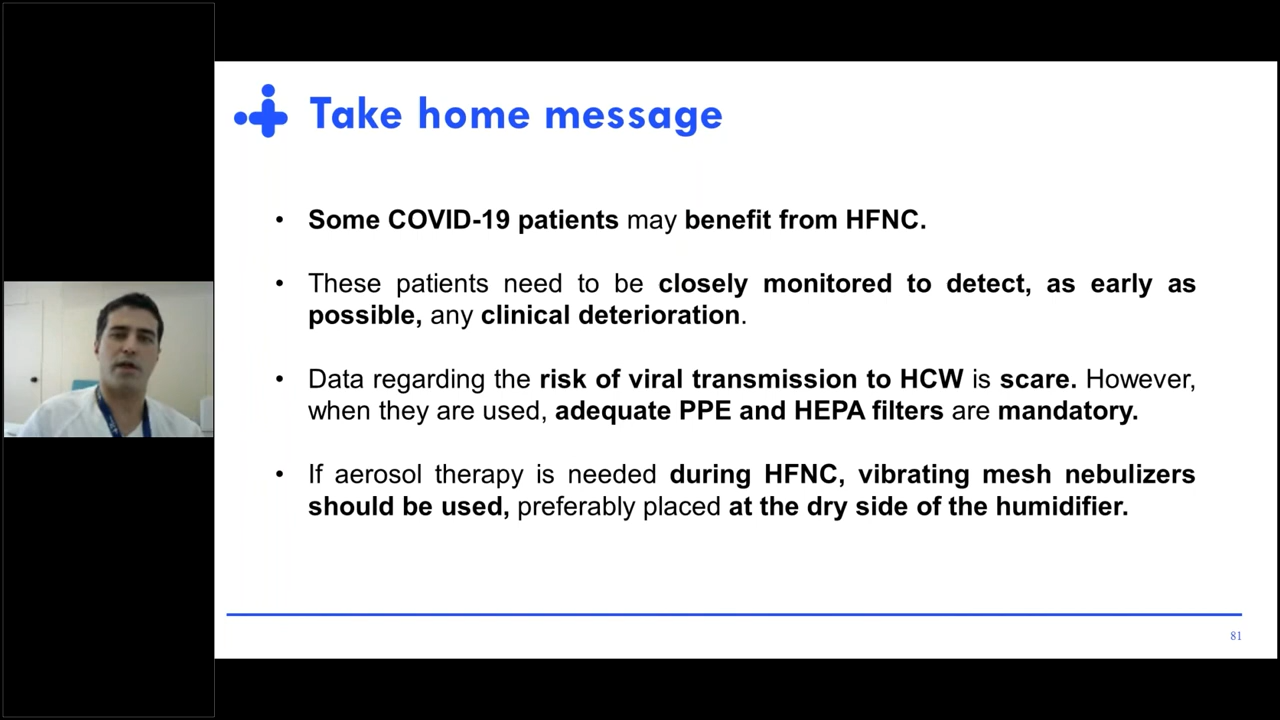 Take home message
• Some COVID-19 patients may benefit from HFNC.
• These patients need to be closely monitored to detect, as early as
possible, any clinical deterioration.
• Data regarding the risk of viral transmission to HCW is scare. However,
when they are used, adequate PPE and HEPA filters are mandatory.
• If aerosol therapy is needed during HFNC, vibrating mesh nebulizers
should be used, preferably placed at the dry side of the humidifier.
81